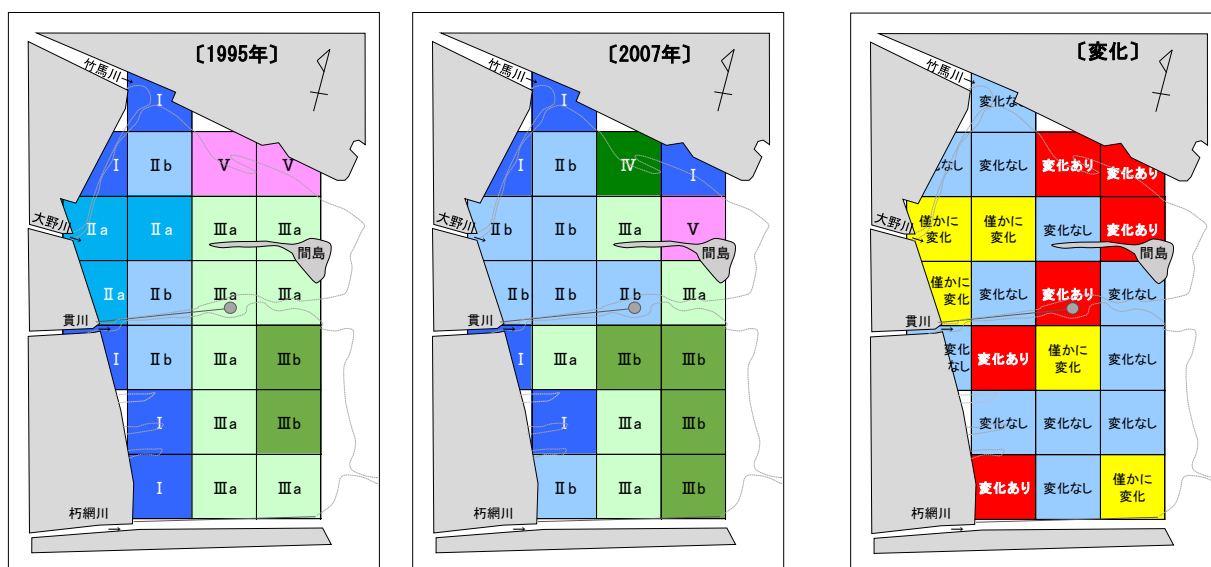 〔1995年〕
竹馬川→
Ⅰ
Ⅰ
Ⅱb
Ⅴ
Ⅴ
大野川
Ⅱa
Ⅱa
Ⅲa
Ⅲa
間島
Ⅱa
Ⅱb
Ⅲa
Ⅲa
貫川
→
Ⅰ
Ⅱb
Ⅲa
Ⅲb
Ⅰ
Ⅲa
Ⅲb
Ⅰ
Ⅲa
Ⅲa
朽網川
→
〔2007年〕
竹馬川→
Ⅰ
Ⅰ
Ⅱb
Ⅳ
Ⅰ
大野川
Ⅱb
Ⅱb
Ⅲa
Ⅴ
間島
Ⅱb
Ⅱb
Ⅱb
Ⅲa
貫川
→
Ⅰ
Ⅲa
Ⅲb
Ⅲb
Ⅰ
Ⅲa
Ⅲb
Ⅱb
Ⅲa
Ⅲb
朽網川
→
〔変化〕
竹馬川→
変化な
なし
変化なし
変化あり
変化あり
大野川
僅かに
変化
僅かに
変化
変化なし
変化あり
間島
僅かに
変化
変化なし
変化あり
変化なし
貫川
→
変化
なし
変化あり
僅かに
変化
変化なし
変化なし
変化なし
変化なし
変化あり
変化なし
僅かに
変化
朽網川
→